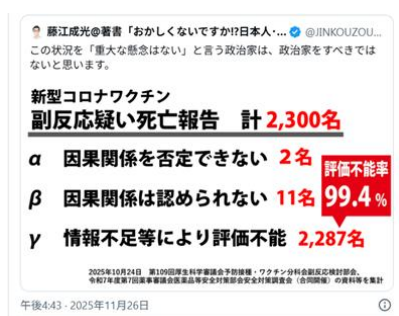 藤江成光@著書「おかしくないですか!?日本人・... @JINKOUZOU...
この状況を「重大な懸念はない」と言う政治家は、政治家をすべきでは
ないと思います。
新型コロナワクチン
副反応疑い死亡報告 計2,300名
α 因果関係を否定できない 2名
β 因果関係は認められない 11名
評価不能率
99.4%
γ 情報不足等により評価不能 2,287名
2025年10月24日 第109回厚生科学審議会予防接種・ワクチン分科会副反応検討部会、
令和7年度第7回薬事審議会医薬品等安全対策部会安全対策調査会(合同開催)の資料等を集計
午後4:43 · 2025年11月26日